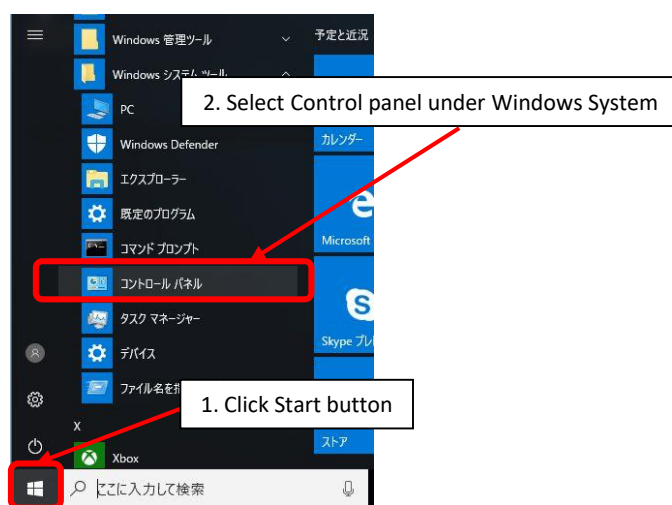 Windows 管理ツール
予定と近況
Windows システム ツール
2. Select Control panel under Windows System
PC
Windows Defender
カレンダー
エクスプローラー
既定のプログラム
コマンド プロンプト
Microsoft
コントロール パネル
タスク マネージャー
Skype プレ
デバイス
ファイル名を指
1. Click Start button
X
Xbox
ストア
ここに入力して検索